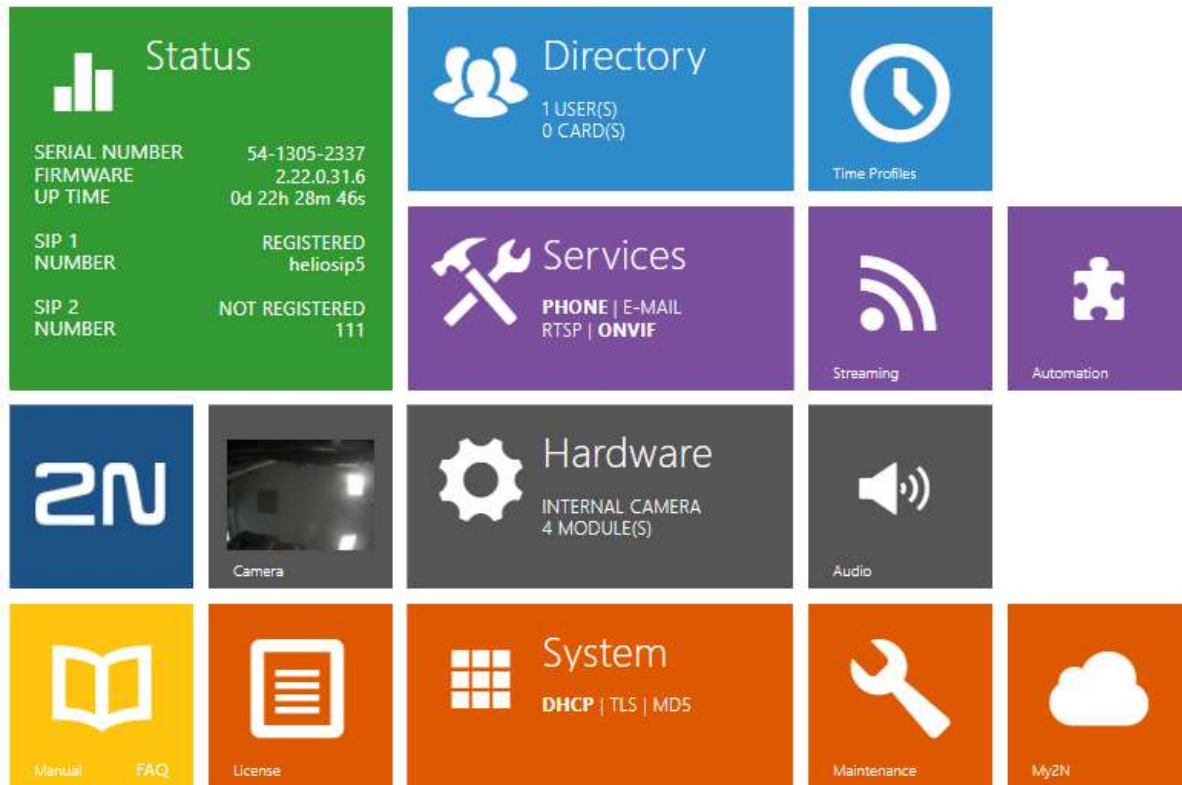 Status
SERIAL NUMBER 54-1305-2337
FIRMWARE 2.22.0.31.6
UP TIME 0d 22h 28m 46s
SIP 1 REGISTERED
NUMBER heliosip5
SIP 2 NOT REGISTERED
NUMBER 111
Directory
1 USER(S)
0 CARD(S)
Time Profiles
Services
PHONE | E-MAIL
RTSP | ONVIF
Streaming
Automation
2N
Camera
Hardware
INTERNAL CAMERA
4 MODULE(S)
Audio
Manual FAQ
License
System
DHCP | TLS | MD5
Maintenance
My2N